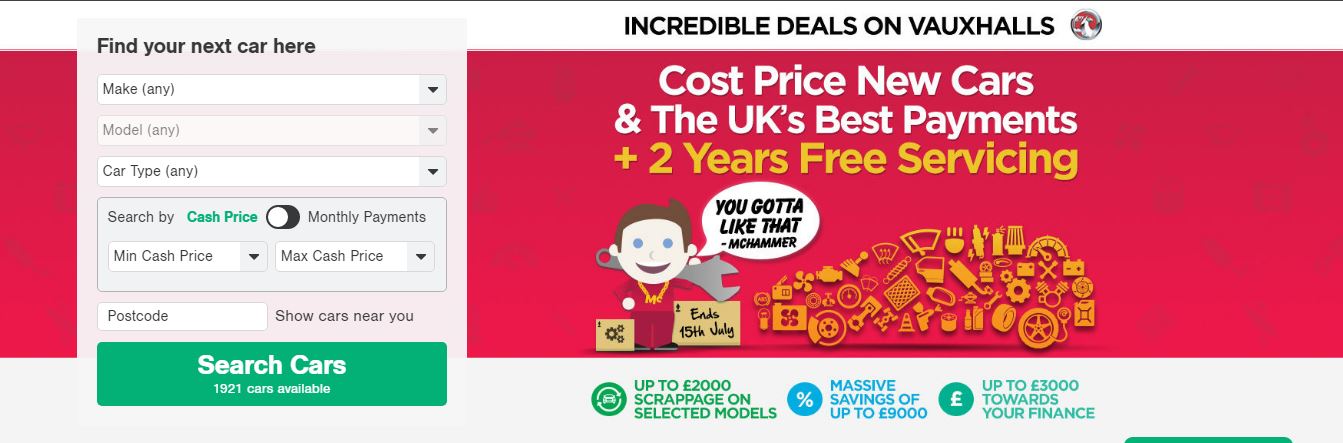 Find your next car here
Make (any)
Model (any)
Car Type (any)
Search by Cash Price Monthly Payments
Min Cash Price Max Cash Price
Postcode Show cars near you
Search Cars
1921 cars available
INCREDIBLE DEALS ON VAUXHALLS
Cost Price New Cars
& The UK's Best Payments
+ 2 Years Free Servicing
YOU GOTTA
LIKE THAT
- MCHAMMER
MC
Ends
15th July
ABS
UP TO £2000
SCRAPPAGE ON
SELECTED MODELS
%
MASSIVE
SAVINGS OF
UP TO £9000
£
UP TO £3000
TOWARDS
YOUR FINANCE